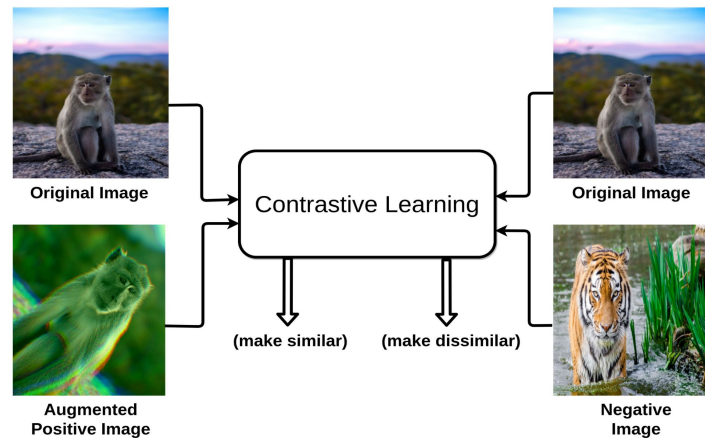 Original Image
Original Image
Contrastive Learning
(make similar)
(make dissimilar)
Augmented
Positive Image
Negative
Image